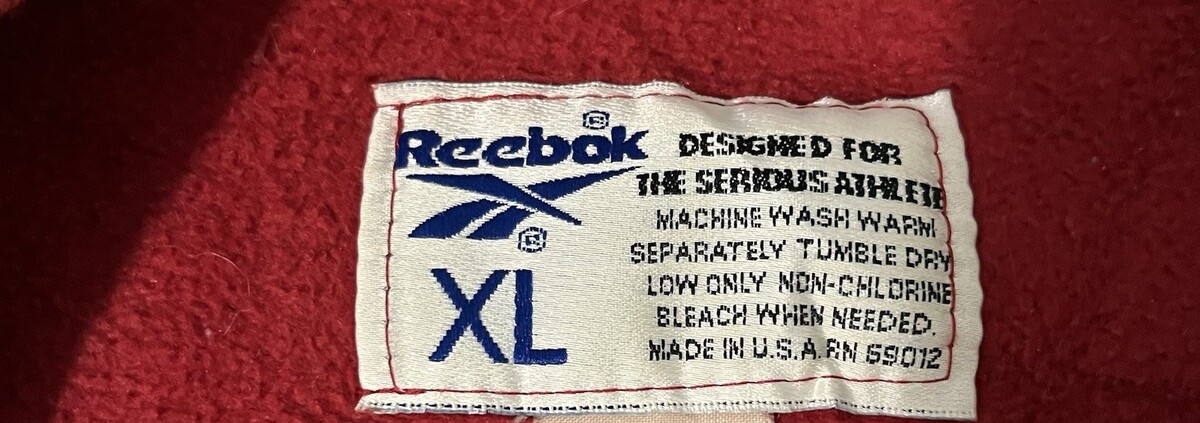 Reebok®
®
XL
DESIGNED FOR
THE SERIOUS ATHLETE
MACHINE WASH WARM
SEPARATELY TUMBLE DRY
LOW ONLY NON-CHLORINE
BLEACH WHEN NEEDED.
MADE IN U.S.A. RN 69012